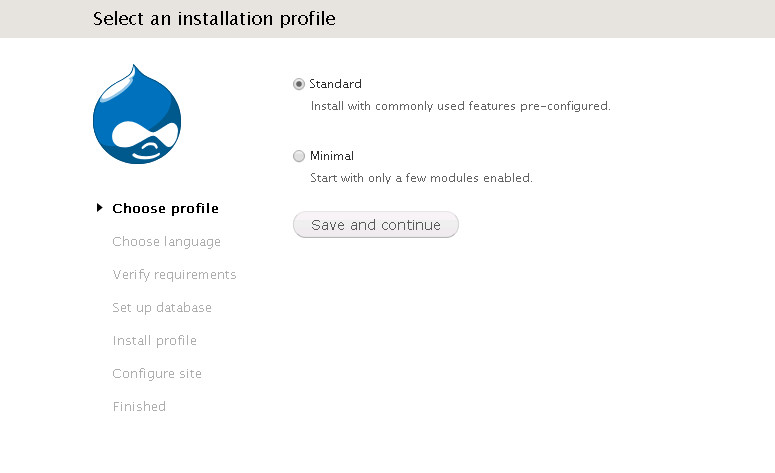 Select an installation profile
Standard
Install with commonly used features pre-configured.
Minimal
Start with only a few modules enabled.
Save and continue
Choose profile
Choose language
Verify requirements
Set up database
Install profile
Configure site
Finished